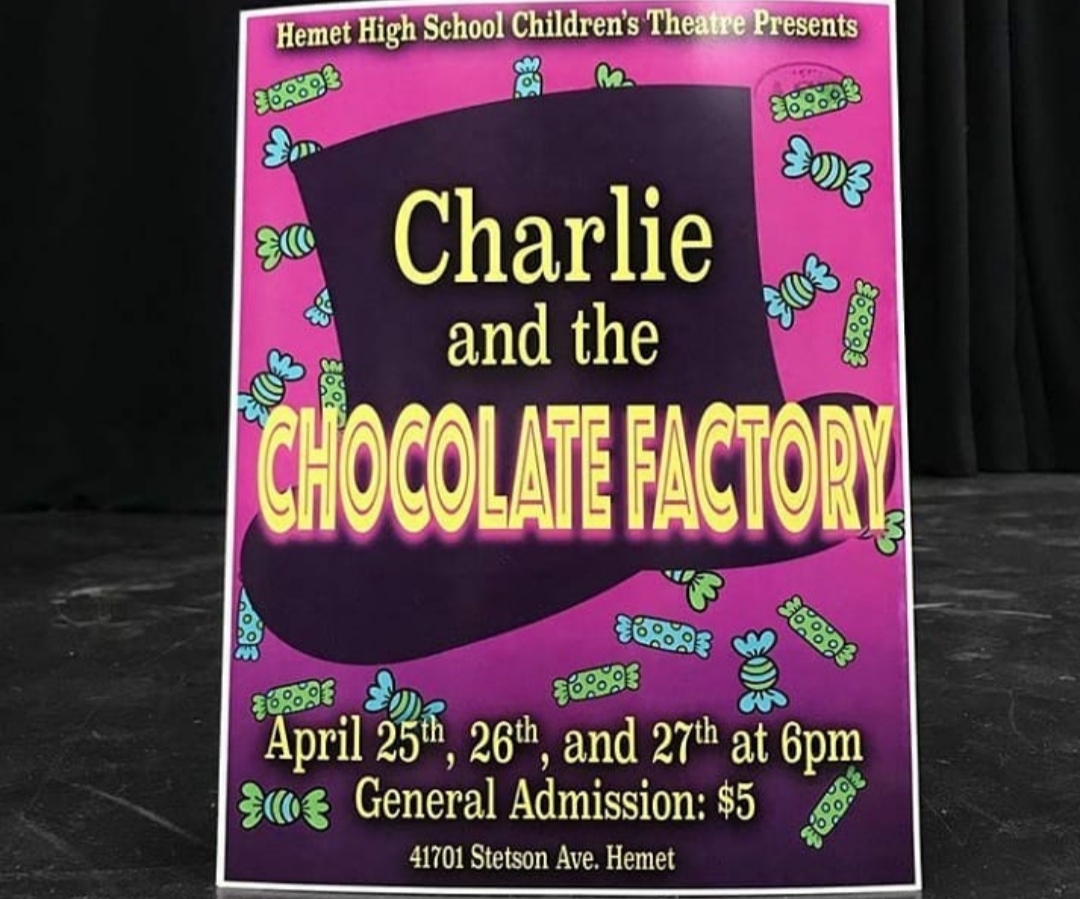 Hemet High School Children's Theatre Presents
Charlie
and the
CHOCOLATE FACTORY
April 25th, 26th, and 27th at 6pm
General Admission: $5
41701 Stetson Ave. Hemet